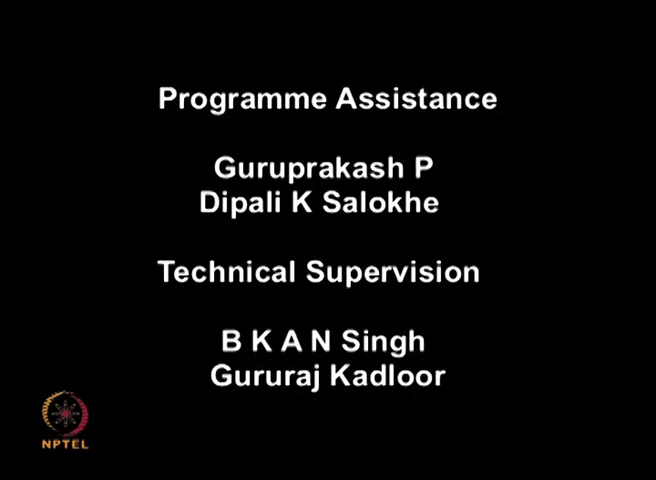 Programme Assistance
Guruprakash P
Dipali K Salokhe
Technical Supervision
B K A N Singh
Gururaj Kadloor
NPTEL